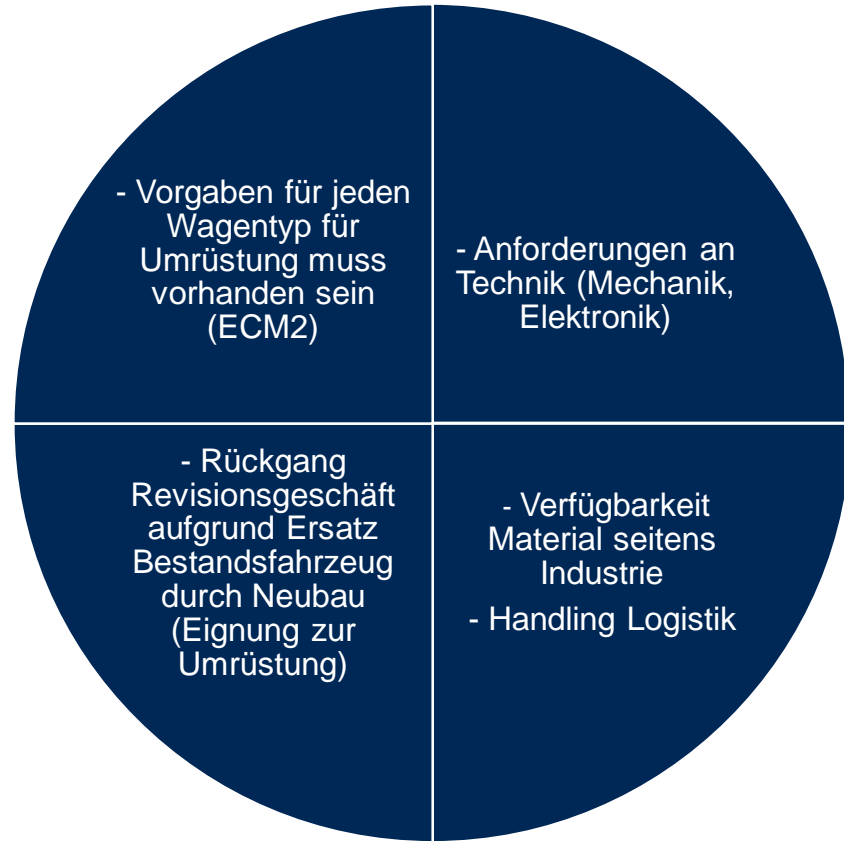 - Vorgaben für jeden
Wagentyp für
Umrüstung muss
vorhanden sein
(ECM2)
- Anforderungen an
Technik (Mechanik,
Elektronik)
- Rückgang
Revisionsgeschäft
aufgrund Ersatz
Bestandsfahrzeug
durch Neubau
(Eignung zur
Umrüstung)
- Verfügbarkeit
Material seitens
Industrie
- Handling Logistik